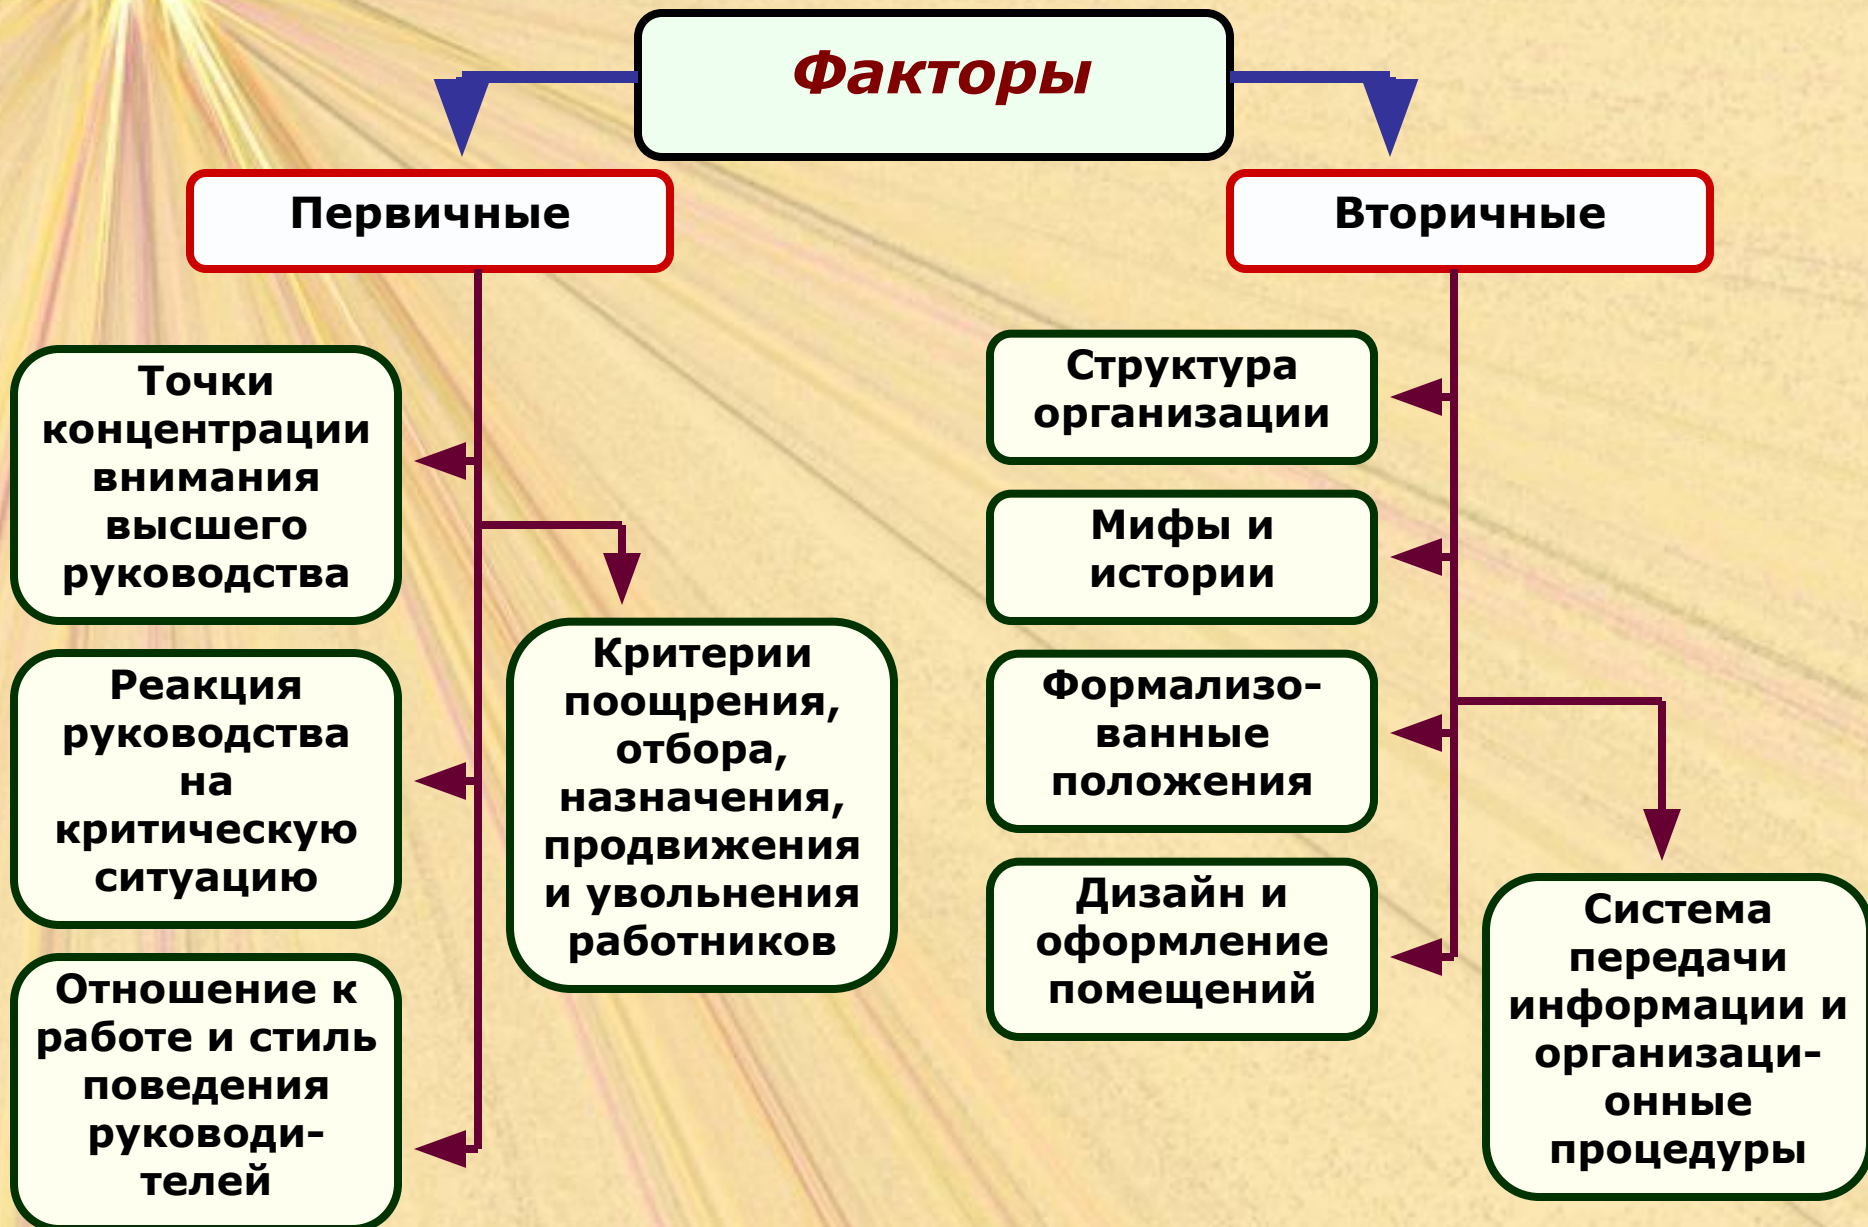 Факторы
Первичные
Вторичные
Точки
концентрации
внимания
высшего
руководства
Реакция
руководства
на
критическую
ситуацию
Отношение к
работе и стиль
поведения
руководи-
телей
Критерии
поощрения,
отбора,
назначения,
продвижения
и увольнения
работников
Структура
организации
Мифы и
истории
Формализо-
ванные
положения
Дизайн и
оформление
помещений
Система
передачи
информации и
организаци-
онные
процедуры